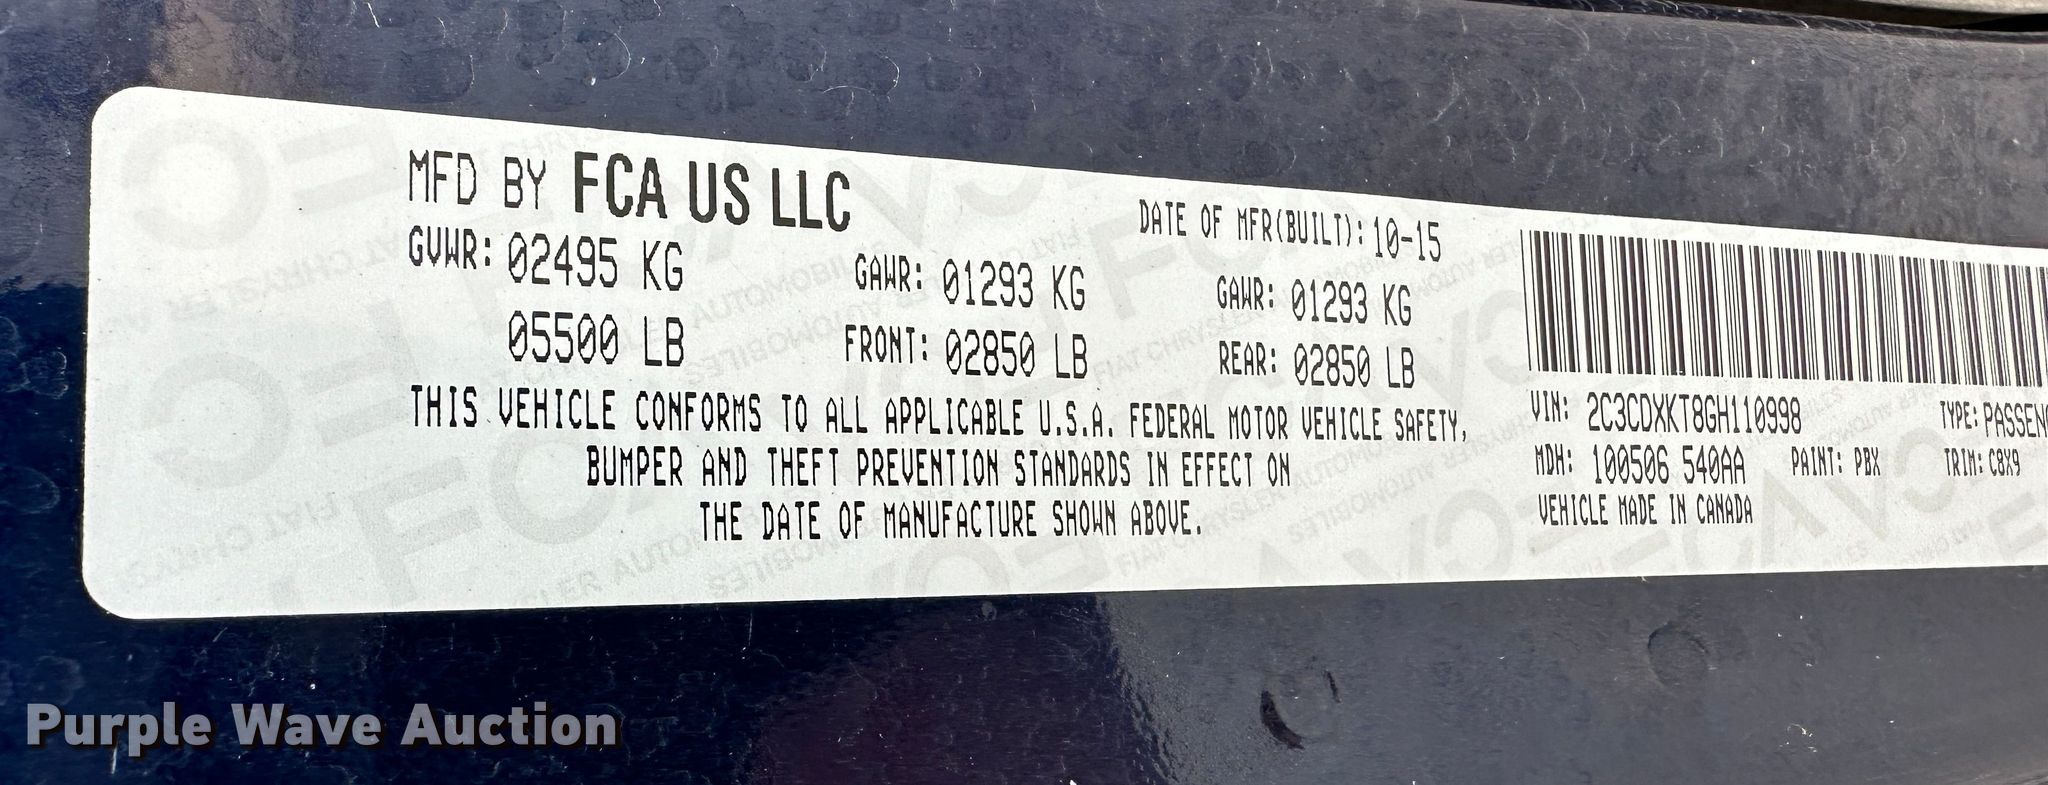 MFD BY FCA US LLC
DATE OF MFR(BUILT): 10-15
GVWR: 02495 KG
05500 LB
GAWR: 01293 KG
FRONT: 02850 LB
GAWR: 01293 KG
REAR: 02850 LB
THIS VEHICLE CONFORMS TO ALL APPLICABLE U.S.A. FEDERAL MOTOR VEHICLE SAFETY,
BUMPER AND THEFT PREVENTION STANDARDS IN EFFECT ON
THE DATE OF MANUFACTURE SHOWN ABOVE.
VIN: 2C3CDXKT8GH110998
TYPE: PASSENG
MDH: 100506 540AA PAINT: PBX TRIM: C8X9
VEHICLE MADE IN CANADA
Purple Wave Auction